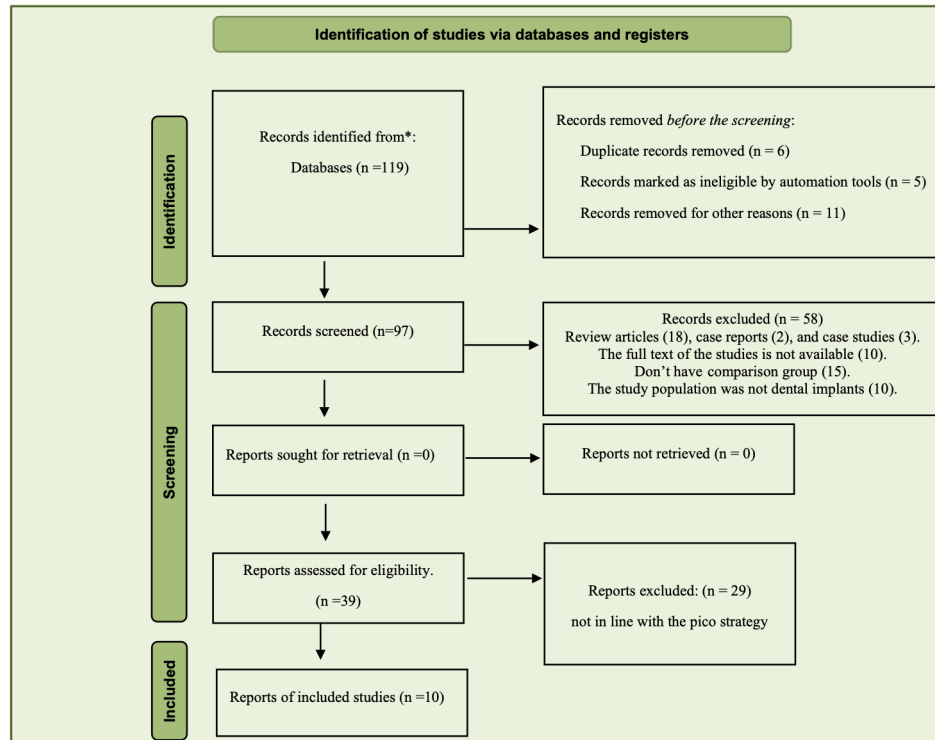 Identification of studies via databases and registers
Identification
Records identified from*:
Databases (n =119)
Records removed before the screening:
Duplicate records removed (n = 6)
Records marked as ineligible by automation tools (n = 5)
Records removed for other reasons (n = 11)
Screening
Records screened (n=97)
Records excluded (n = 58)
Review articles (18), case reports (2), and case studies (3).
The full text of the studies is not available (10).
Don’t have comparison group (15).
The study population was not dental implants (10).
Reports sought for retrieval (n =0)
Reports not retrieved (n = 0)
Reports assessed for eligibility.
(n =39)
Reports excluded: (n = 29)
not in line with the pico strategy
Included
Reports of included studies (n =10)